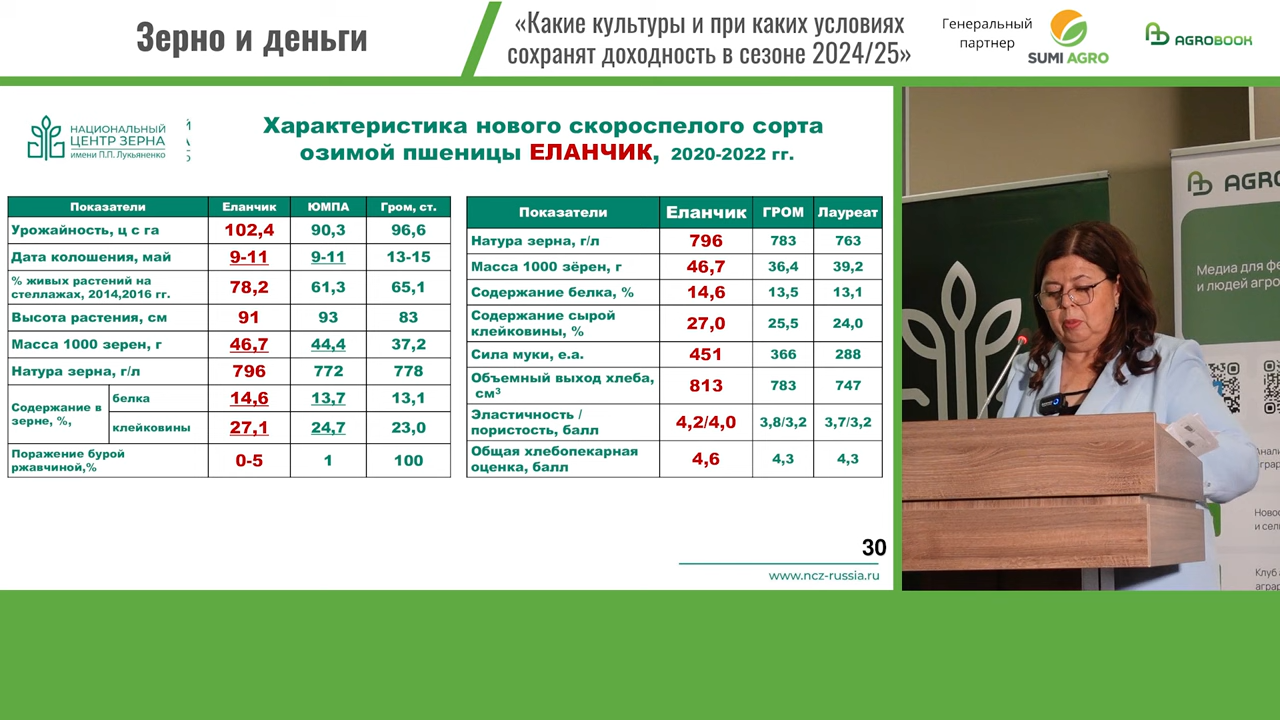 Зерно и деньги
«Какие культуры и при каких условиях
сохранят доходность в сезоне 2024/25»
Генеральный
партнер
SUMI AGRO
AGROBOOK
НАЦИОНАЛЬНЫЙ
ЦЕНТР ЗЕРНА
имени П.П. Лукьяненко
Характеристика нового скороспелого сорта
озимой пшеницы ЕЛАНЧИК, 2020-2022 гг.
Показатели Еланчик ЮМПА Гром, ст.
Урожайность, ц с га 102,4 90,3 96,6
Дата колошения, май 9-11 9-11 13-15
% живых растений на
стеллажах, 2014,2016 гг. 78,2 61,3 65,1
Высота растения, см 91 93 83
Масса 1000 зерен, г 46,7 44,4 37,2
Натура зерна, г/л 796 772 778
Содержание в
зерне, %,
белка 14,6 13,7 13,1
клейковины 27,1 24,7 23,0
Поражение бурой
ржавчиной,% 0-5 1 100
Показатели Еланчик ГРОМ Лауреат
Натура зерна, г/л 796 783 763
Масса 1000 зёрен, г 46,7 36,4 39,2
Содержание белка, % 14,6 13,5 13,1
Содержание сырой
клейковины, % 27,0 25,5 24,0
Сила муки, е.а. 451 366 288
Объемный выход хлеба,
см³ 813 783 747
Эластичность /
пористость, балл 4,2/4,0 3,8/3,2 3,7/3,2
Общая хлебопекарная
оценка, балл 4,6 4,3 4,3
30
www.ncz-russia.ru
AGRO
Медиа для фе
и людей агро
Ново
и сель
Клуб а
аграр